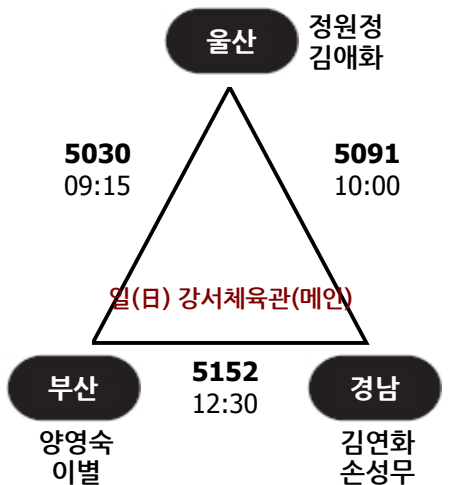 울산
정원정
김애화
5030
09:15
5091
10:00
일(日) 강서체육관(메인)
부산
양영숙
이별
5152
12:30
경남
김연화
손성무